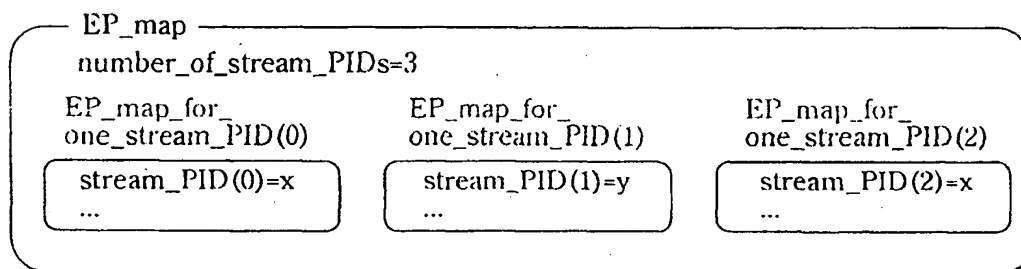 EP_map
number_of_stream_PIDs=3
EP_map_for_
one_stream_PID(0)
stream_PID(0)=x
...
EP_map_for_
one_stream_PID(1)
stream_PID(1)=y
...
EP_map_for_
one_stream_PID(2)
stream_PID(2)=x
...